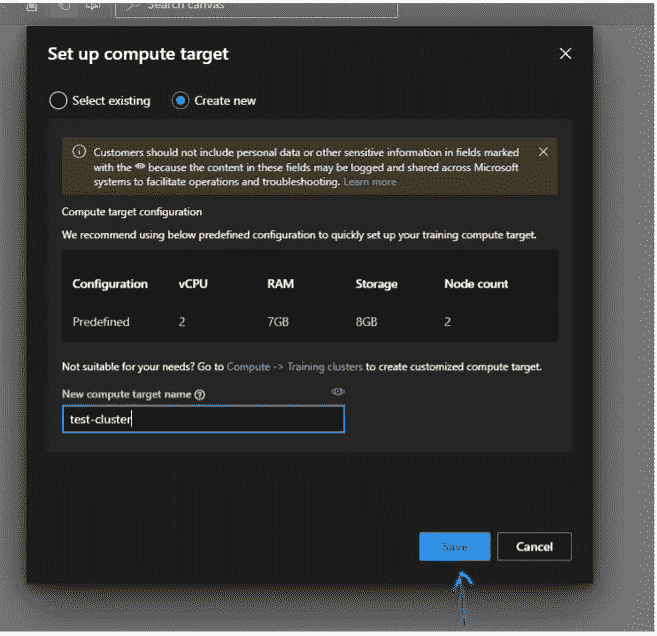 Search canvas
Set up compute target
Select existing
Create new
Customers should not include personal data or other sensitive information in fields marked
with the because the content in these fields may be logged and shared across Microsoft
systems to facilitate operations and troubleshooting. Learn more
Compute target configuration
We recommend using below predefined configuration to quickly set up your training compute target.
Configuration vCPU RAM Storage Node count
Predefined 2 7GB 8GB 2
Not suitable for your needs? Go to Compute -> Training clusters to create customized compute target.
New compute target name
test-cluster
Save Cancel